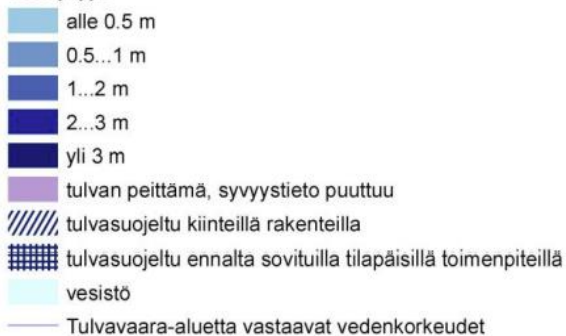 alle 0.5 m
0.5...1 m
1...2 m
2...3 m
yli 3 m
tulvan peittämä, syvyystieto puuttuu
tulvasuojeltu kiinteillä rakenteilla
tulvasuojeltu ennalta sovituilla tilapäisillä toimenpiteillä
vesistö
Tulvavaara-aluetta vastaavat vedenkorkeudet